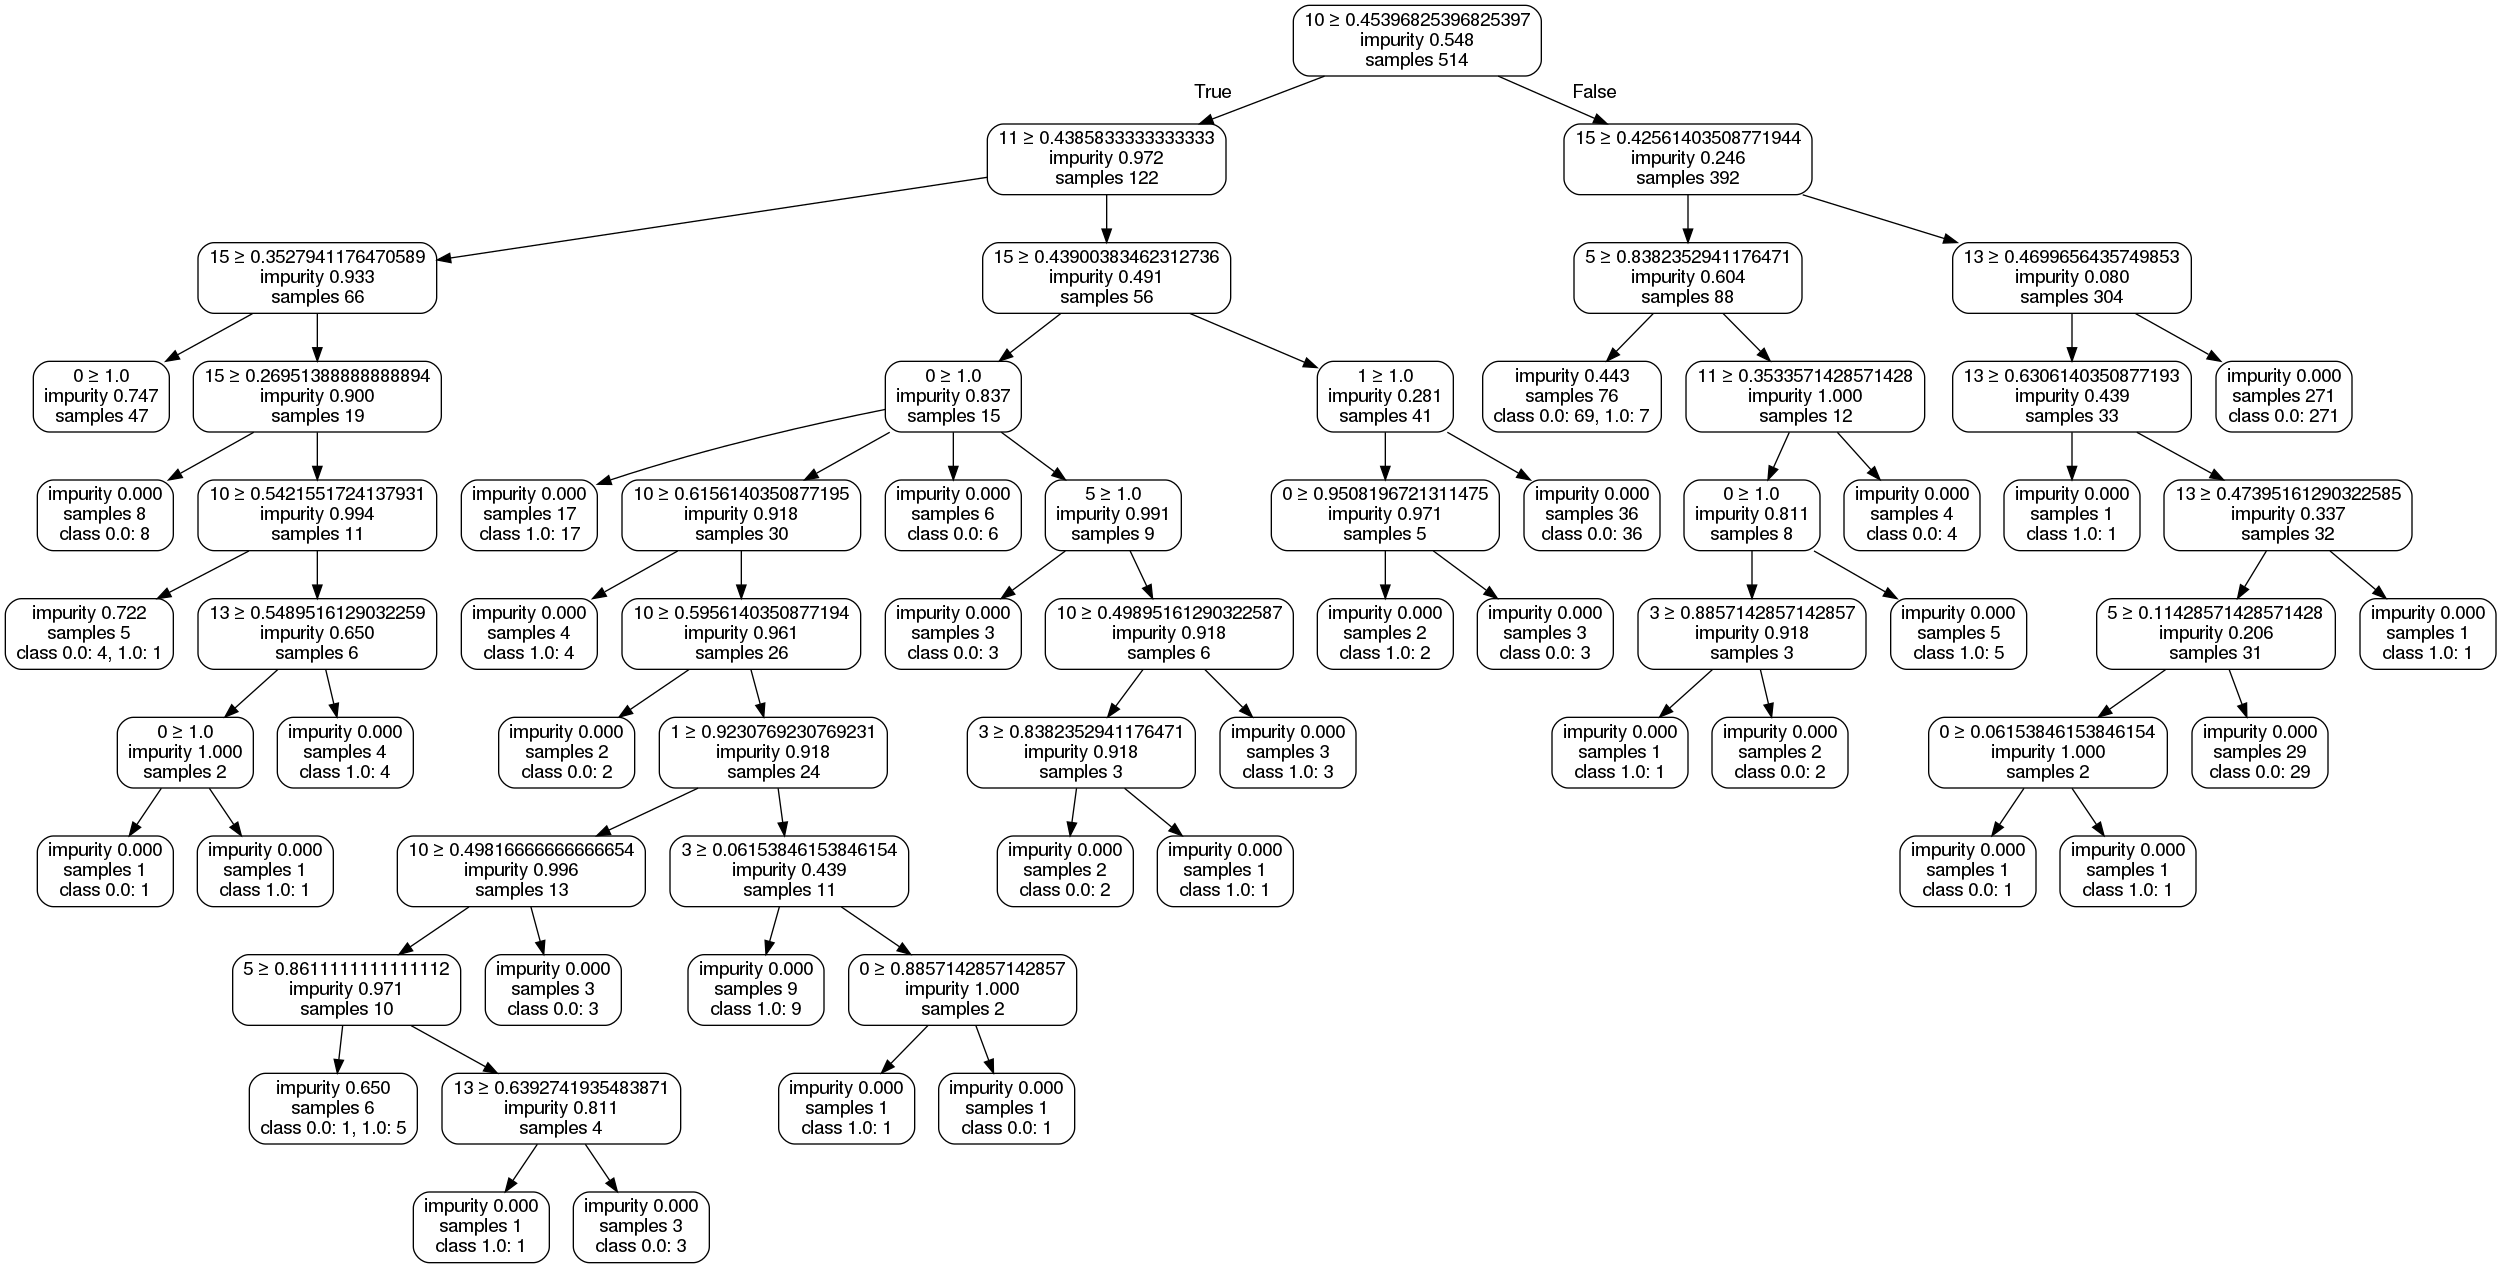 10 ≥ 0.45396825396825397
impurity 0.548
samples 514
True
False
11 ≥ 0.4385833333333333
impurity 0.972
samples 122
15 ≥ 0.42561403508771944
impurity 0.246
samples 392
15 ≥ 0.3527941176470589
impurity 0.933
samples 66
15 ≥ 0.43900383462312736
impurity 0.491
samples 56
5 ≥ 0.8382352941176471
impurity 0.604
samples 88
13 ≥ 0.4699656435749853
impurity 0.080
samples 304
0 ≥ 1.0
impurity 0.747
samples 47
15 ≥ 0.26951388888888894
impurity 0.900
samples 19
0 ≥ 1.0
impurity 0.837
samples 15
1 ≥ 1.0
impurity 0.281
samples 41
impurity 0.443
samples 76
class 0.0: 69, 1.0: 7
11 ≥ 0.3533571428571428
impurity 1.000
samples 12
13 ≥ 0.6306140350877193
impurity 0.439
samples 33
impurity 0.000
samples 271
class 0.0: 271
impurity 0.000
samples 8
class 0.0: 8
10 ≥ 0.5421551724137931
impurity 0.994
samples 11
impurity 0.000
samples 17
class 1.0: 17
10 ≥ 0.6156140350877195
impurity 0.918
samples 30
impurity 0.000
samples 6
class 0.0: 6
5 ≥ 1.0
impurity 0.991
samples 9
0 ≥ 0.9508196721311475
impurity 0.971
samples 5
impurity 0.000
samples 36
class 0.0: 36
0 ≥ 1.0
impurity 0.811
samples 8
impurity 0.000
samples 4
class 0.0: 4
impurity 0.000
samples 1
class 1.0: 1
13 ≥ 0.47395161290322585
impurity 0.337
samples 32
impurity 0.722
samples 5
class 0.0: 4, 1.0: 1
13 ≥ 0.5489516129032259
impurity 0.650
samples 6
impurity 0.000
samples 4
class 1.0: 4
10 ≥ 0.5956140350877194
impurity 0.961
samples 26
impurity 0.000
samples 3
class 0.0: 3
10 ≥ 0.49895161290322587
impurity 0.918
samples 6
impurity 0.000
samples 2
class 1.0: 2
impurity 0.000
samples 3
class 0.0: 3
3 ≥ 0.8857142857142857
impurity 0.918
samples 3
impurity 0.000
samples 5
class 1.0: 5
5 ≥ 0.11428571428571428
impurity 0.206
samples 31
impurity 0.000
samples 1
class 1.0: 1
0 ≥ 1.0
impurity 1.000
samples 2
impurity 0.000
samples 4
class 1.0: 4
impurity 0.000
samples 2
class 0.0: 2
1 ≥ 0.9230769230769231
impurity 0.918
samples 24
3 ≥ 0.8382352941176471
impurity 0.918
samples 3
impurity 0.000
samples 3
class 1.0: 3
impurity 0.000
samples 1
class 1.0: 1
impurity 0.000
samples 2
class 0.0: 2
0 ≥ 0.06153846153846154
impurity 1.000
samples 2
impurity 0.000
samples 29
class 0.0: 29
impurity 0.000
samples 1
class 0.0: 1
impurity 0.000
samples 1
class 1.0: 1
10 ≥ 0.49816666666666654
impurity 0.996
samples 13
3 ≥ 0.06153846153846154
impurity 0.439
samples 11
impurity 0.000
samples 2
class 0.0: 2
impurity 0.000
samples 1
class 1.0: 1
impurity 0.000
samples 1
class 0.0: 1
impurity 0.000
samples 1
class 1.0: 1
5 ≥ 0.8611111111111112
impurity 0.971
samples 10
impurity 0.000
samples 3
class 0.0: 3
impurity 0.000
samples 9
class 1.0: 9
0 ≥ 0.8857142857142857
impurity 1.000
samples 2
impurity 0.650
samples 6
class 0.0: 1, 1.0: 5
13 ≥ 0.6392741935483871
impurity 0.811
samples 4
impurity 0.000
samples 1
class 1.0: 1
impurity 0.000
samples 1
class 0.0: 1
impurity 0.000
samples 1
class 1.0: 1
impurity 0.000
samples 3
class 0.0: 3